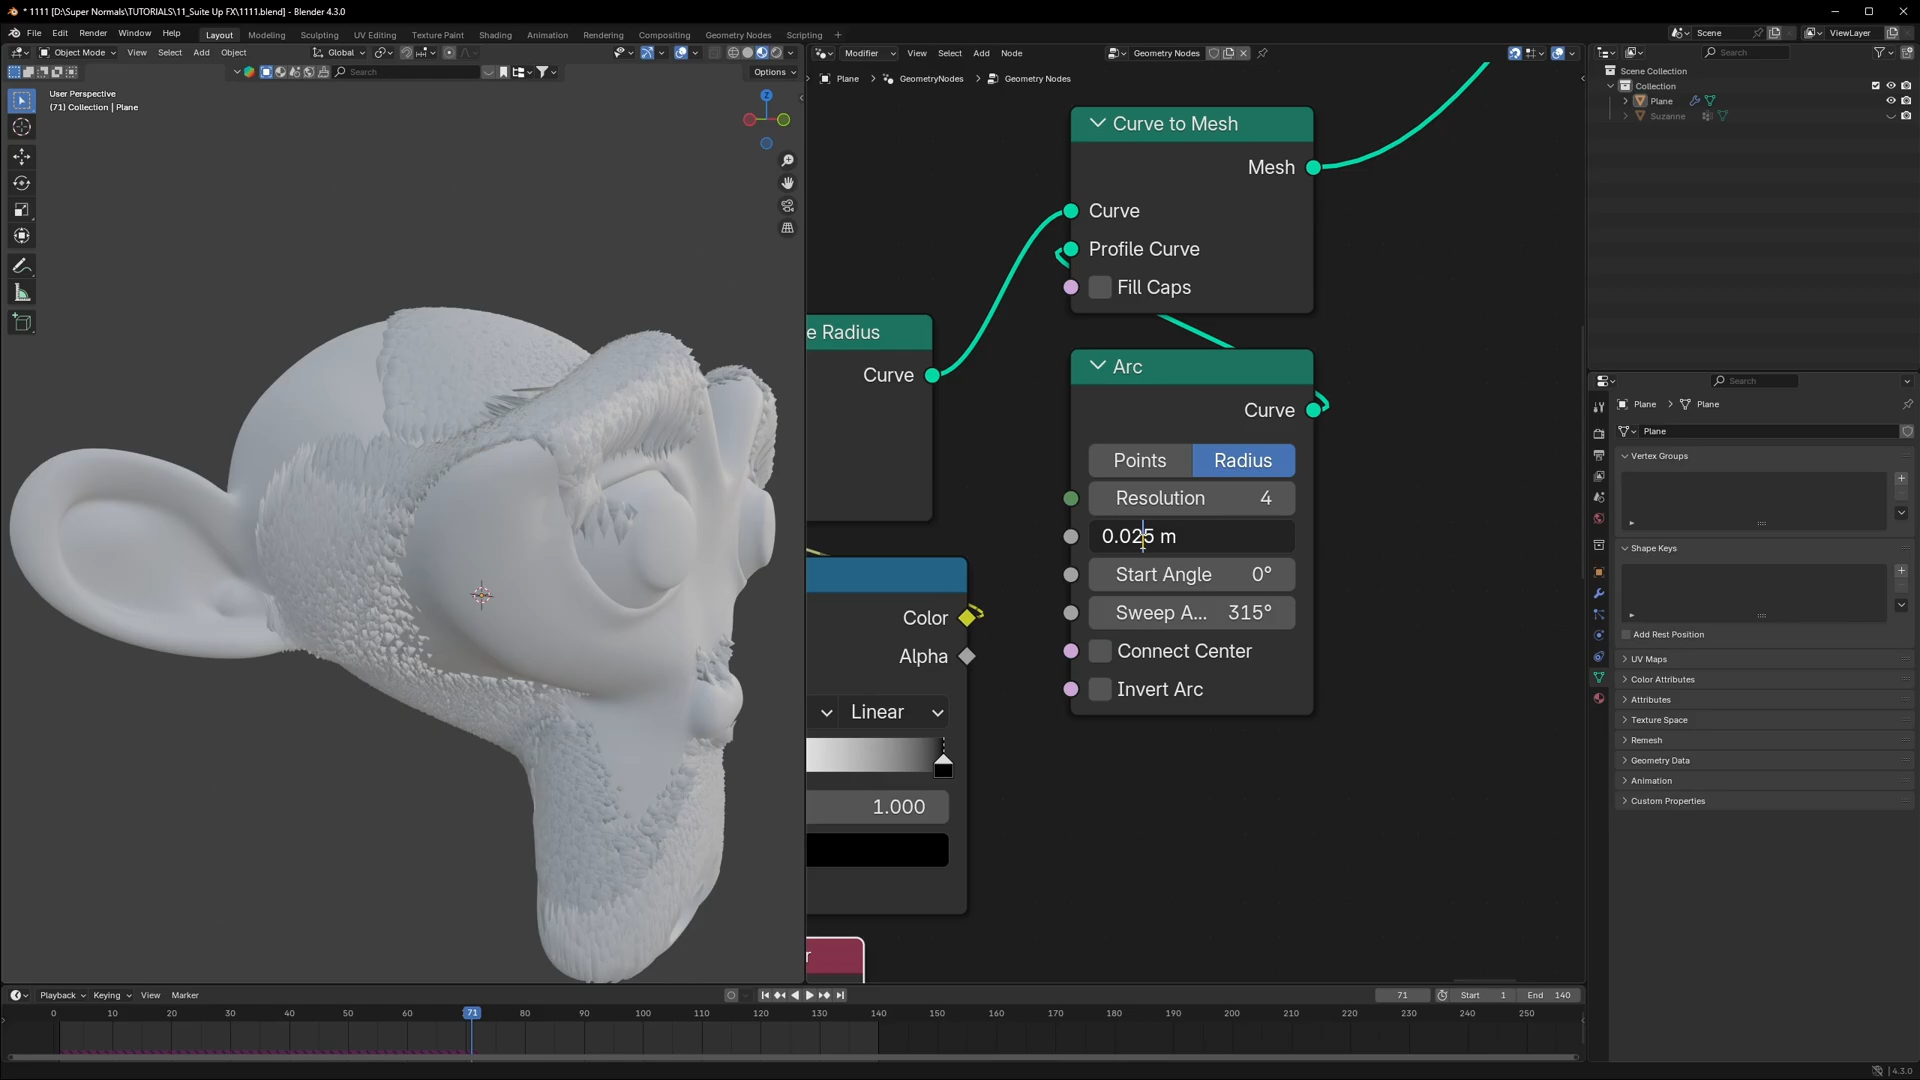 * 1111 [D:\Super Normals\TUTORIALS\11_Suite Up FX\1111.blend] - Blender 4.3.0
File Edit Render Window Help Layout Modeling Sculpting UV Editing Texture Paint Shading Animation Rendering Compositing Geometry Nodes Scripting + Scene ViewLayer
Object Mode View Select Add Object Global
Modifier View Select Add Node Geometry Nodes
Search
Search Options
Plane > GeometryNodes > Geometry Nodes
User Perspective
(71) Collection | Plane
Z
Curve to Mesh
Mesh
Curve
Profile Curve
Fill Caps
e Radius
Curve
Arc
Curve
Points Radius
Resolution 4
0.025 m
Start Angle 0°
Sweep A... 315°
Connect Center
Invert Arc
Color
Alpha
Linear
1.000
r
Scene Collection
Collection
Plane
Suzanne
Search
Plane > Plane
Plane
Vertex Groups
Shape Keys
Add Rest Position
UV Maps
Color Attributes
Attributes
Texture Space
Remesh
Geometry Data
Animation
Custom Properties
Playback Keying View Marker 71 Start 1 End 140
0 10 20 30 40 50 60 71 80 90 100 110 120 130 140 150 160 170 180 190 200 210 220 230 240 250
4.3.0